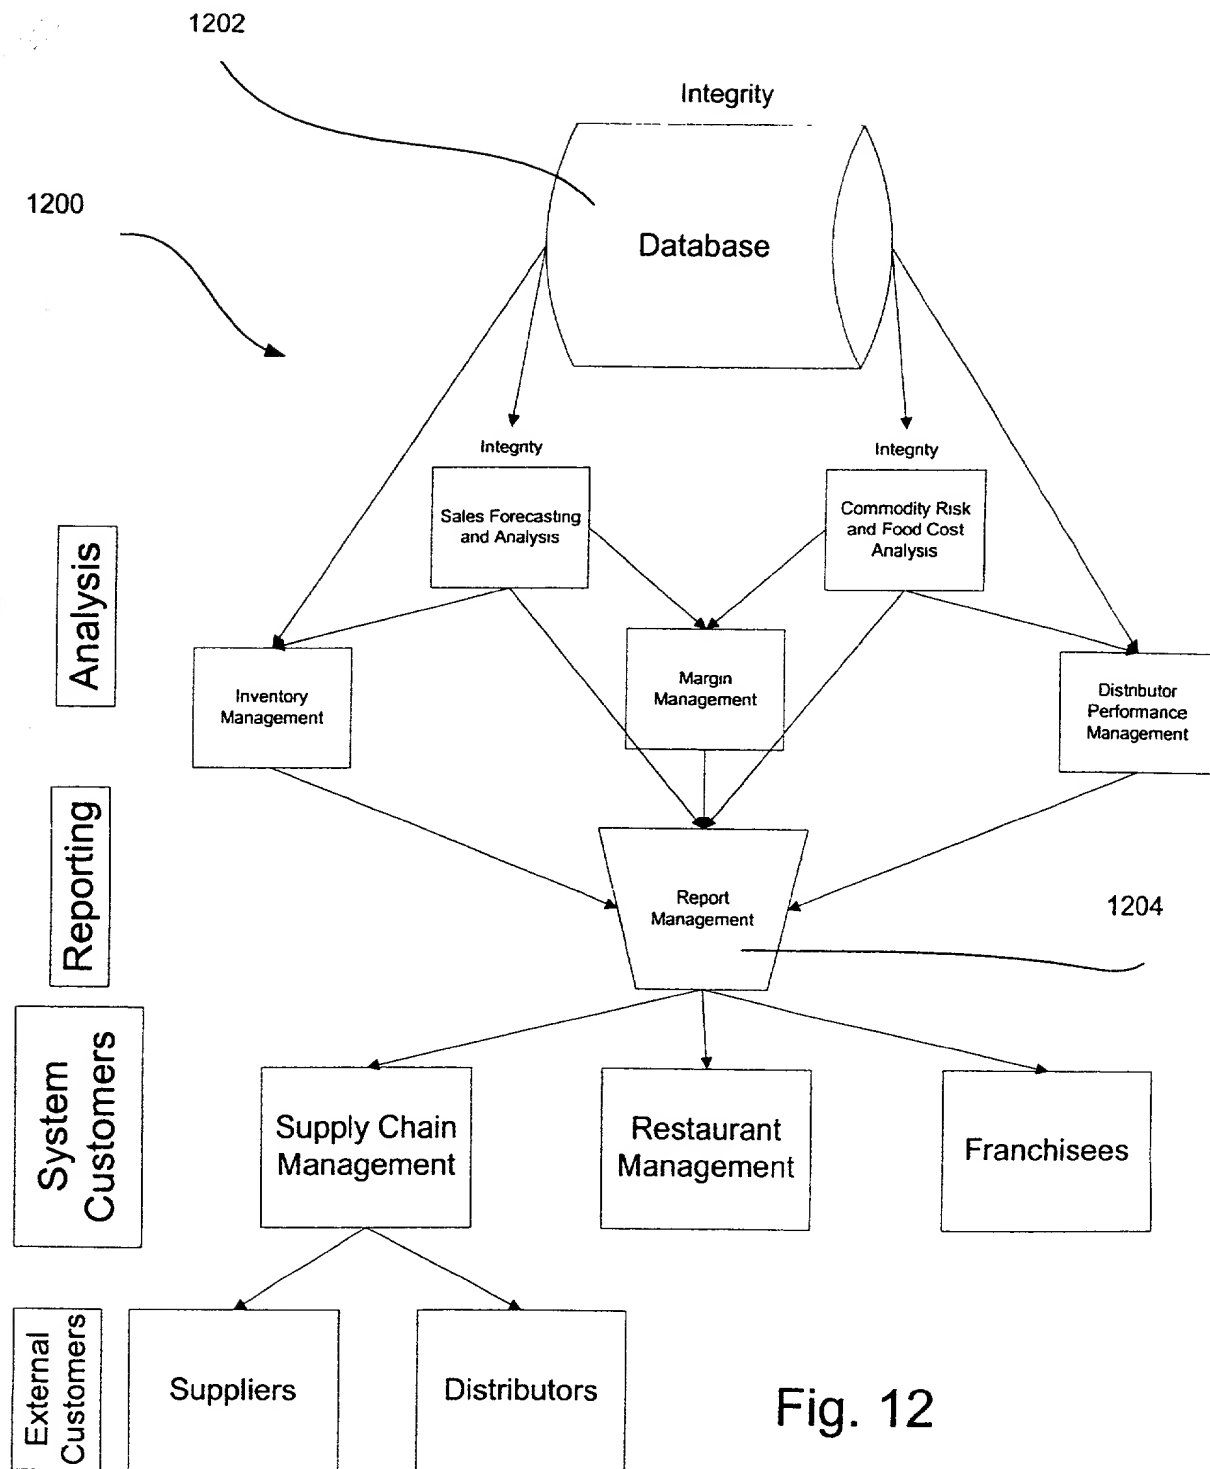 1202
Integrity
1200
Database
Integrity
Integrity
Sales Forecasting
and Analysis
Commodity Risk
and Food Cost
Analysis
Analysis
Inventory
Management
Margin
Management
Distributor
Performance
Management
Reporting
Report
Management
1204
System
Customers
Supply Chain
Management
Restaurant
Management
Franchisees
External
Customers
Suppliers
Distributors
Fig. 12